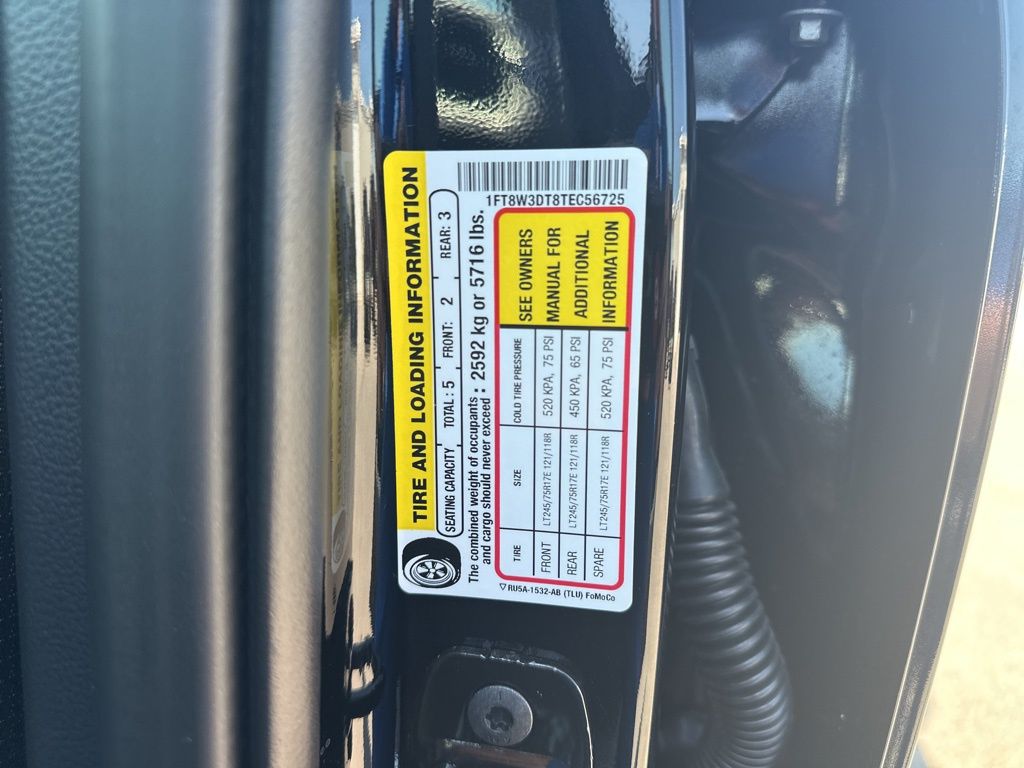 TIRE AND LOADING INFORMATION
SEATING CAPACITY TOTAL : 5 FRONT: 2 REAR: 3
The combined weight of occupants
and cargo should never exceed : 2592 kg or 5716 lbs.
TIRE SIZE COLD TIRE PRESSURE
FRONT LT245/75R17E 121/118R 520 KPA, 75 PSI
REAR LT245/75R17E 121/118R 450 KPA, 65 PSI
SPARE LT245/75R17E 121/118R 520 KPA, 75 PSI
SEE OWNERS
MANUAL FOR
ADDITIONAL
INFORMATION
RU5A-1532-AB (TLU) FoMoCo
1FT8W3DT8TEC56725